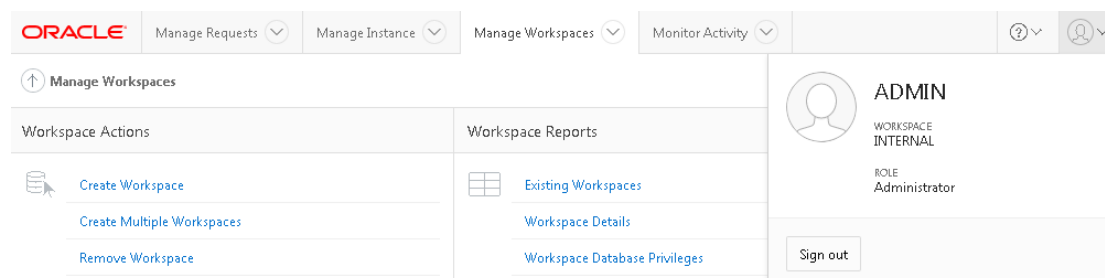 ORACLE Manage Requests Manage Instance Manage Workspaces Monitor Activity ?
Manage Workspaces
ADMIN
WORKSPACE
INTERNAL
ROLE
Administrator
Sign out
Workspace Actions
Create Workspace
Create Multiple Workspaces
Remove Workspace
Workspace Reports
Existing Workspaces
Workspace Details
Workspace Database Privileges